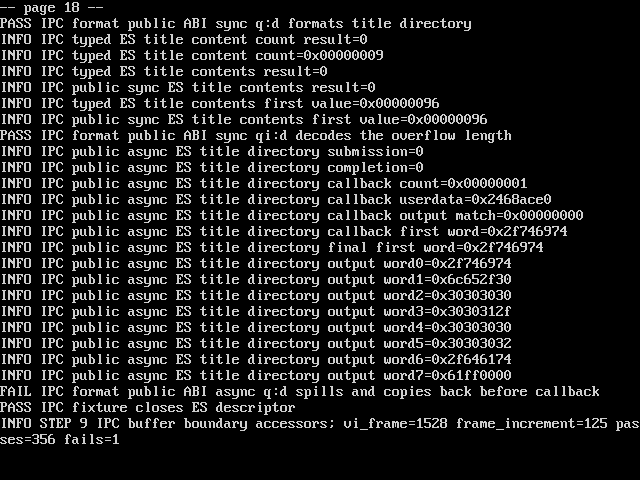 -- page 18 --
PASS IPC format public ABI sync q:d formats title directory
INFO IPC typed ES title content count result=0
INFO IPC typed ES title content count=0x00000009
INFO IPC typed ES title contents result=0
INFO IPC public sync ES title contents result=0
INFO IPC typed ES title contents first value=0x00000096
INFO IPC public sync ES title contents first value=0x00000096
PASS IPC format public ABI sync qi:d decodes the overflow length
INFO IPC public async ES title directory submission=0
INFO IPC public async ES title directory completion=0
INFO IPC public async ES title directory callback count=0x00000001
INFO IPC public async ES title directory callback userdata=0x2468ace0
INFO IPC public async ES title directory callback output match=0x00000000
INFO IPC public async ES title directory callback first word=0x2f746974
INFO IPC public async ES title directory final first word=0x2f746974
INFO IPC public async ES title directory output word0=0x2f746974
INFO IPC public async ES title directory output word1=0x6c652f30
INFO IPC public async ES title directory output word2=0x30303030
INFO IPC public async ES title directory output word3=0x3030312f
INFO IPC public async ES title directory output word4=0x30303030
INFO IPC public async ES title directory output word5=0x30303032
INFO IPC public async ES title directory output word6=0x2f646174
INFO IPC public async ES title directory output word7=0x61ff0000
FAIL IPC format public ABI async q:d spills and copies back before callback
PASS IPC fixture closes ES descriptor
INFO STEP 9 IPC buffer boundary accessors; vi_frame=1528 frame_increment=125 pas
ses=356 fails=1